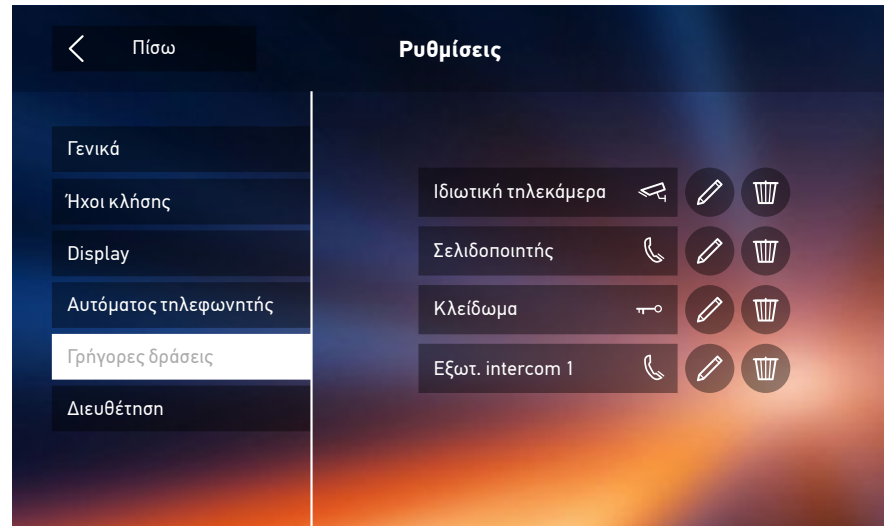 Πίσω
Ρυθμίσεις
Γενικά
Ήχοι κλήσης
Display
Αυτόματος τηλεφωνητής
Γρήγορες δράσεις
Διευθέτηση
Ιδιωτική τηλεκάμερα
Σελιδοποιητής
Κλείδωμα
Εξωτ. intercom 1